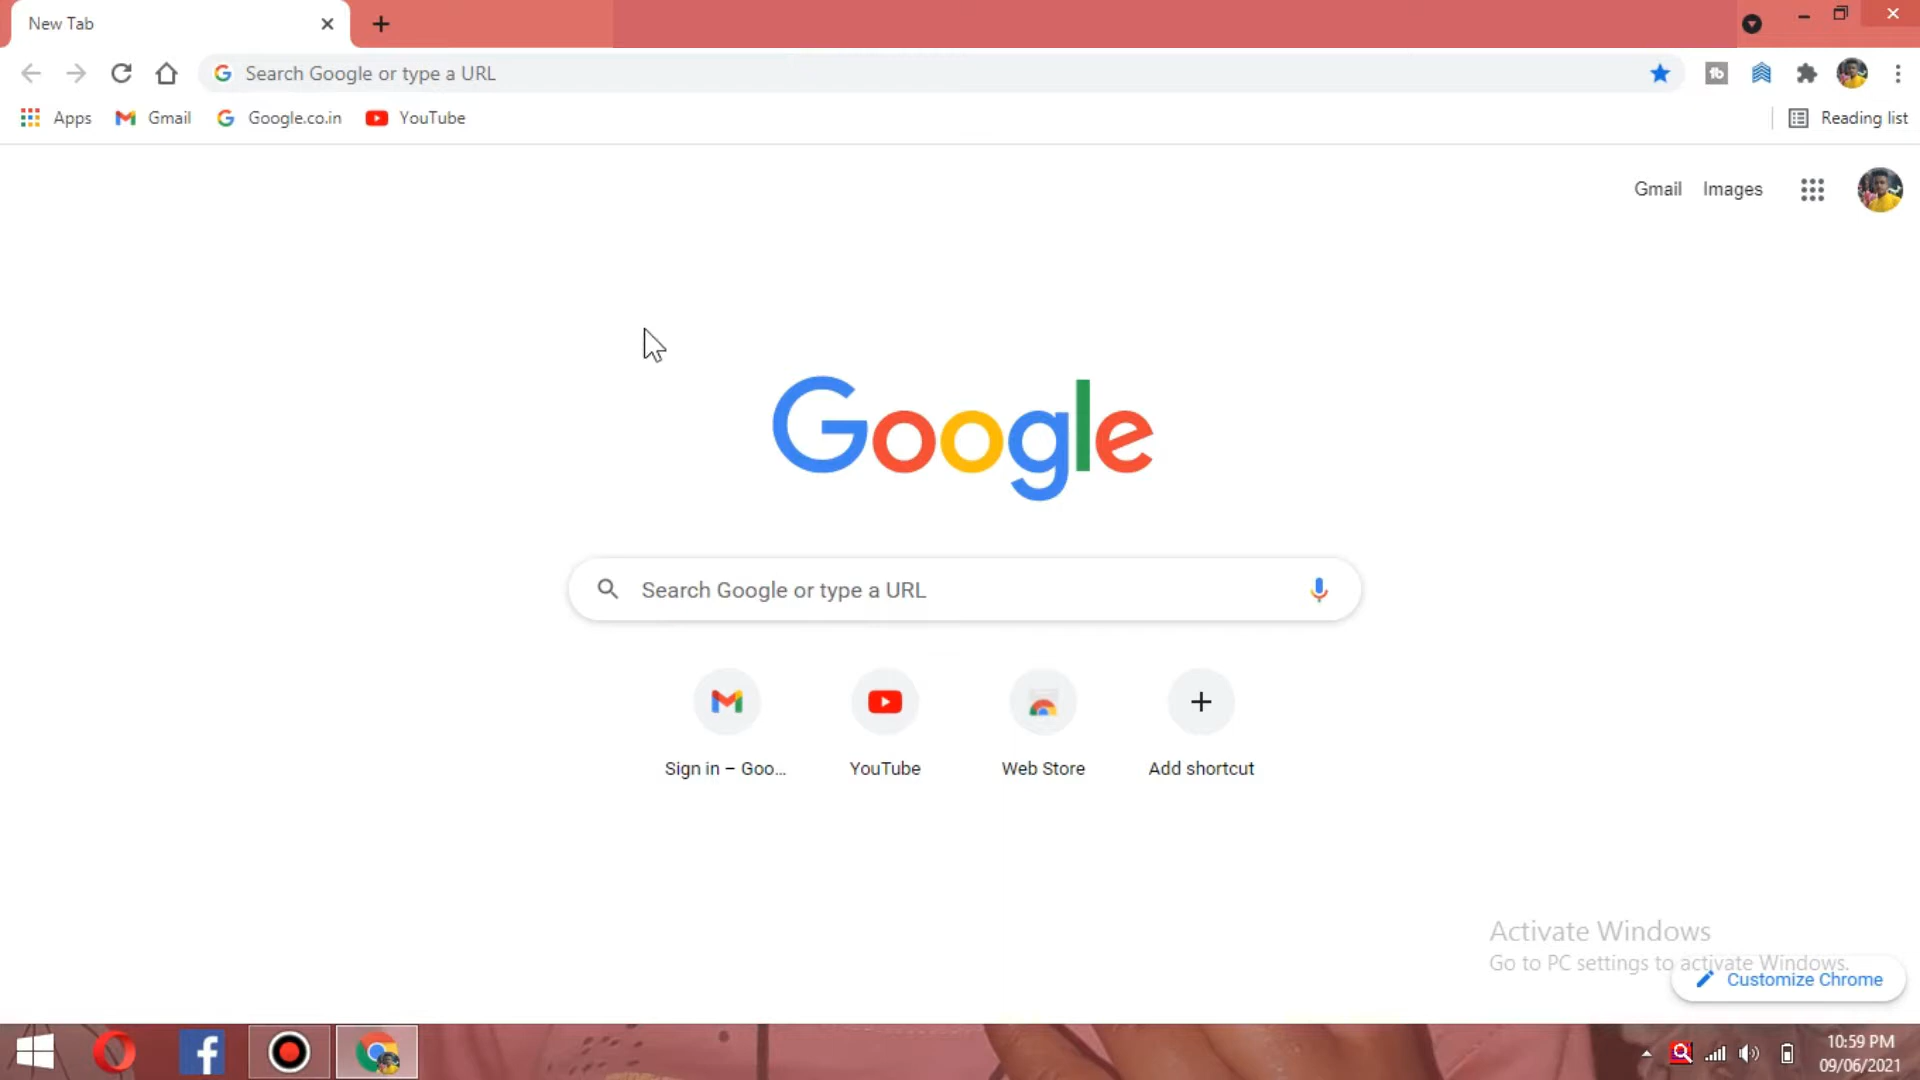 New Tab
Search Google or type a URL
Apps
Gmail
Google.co.in
YouTube
Reading list
Gmail
Images
Google
Search Google or type a URL
Sign in – Goo...
YouTube
Web Store
Add shortcut
Activate Windows
Go to PC settings to activate Windows.
Customize Chrome
10:59 PM
09/06/2021